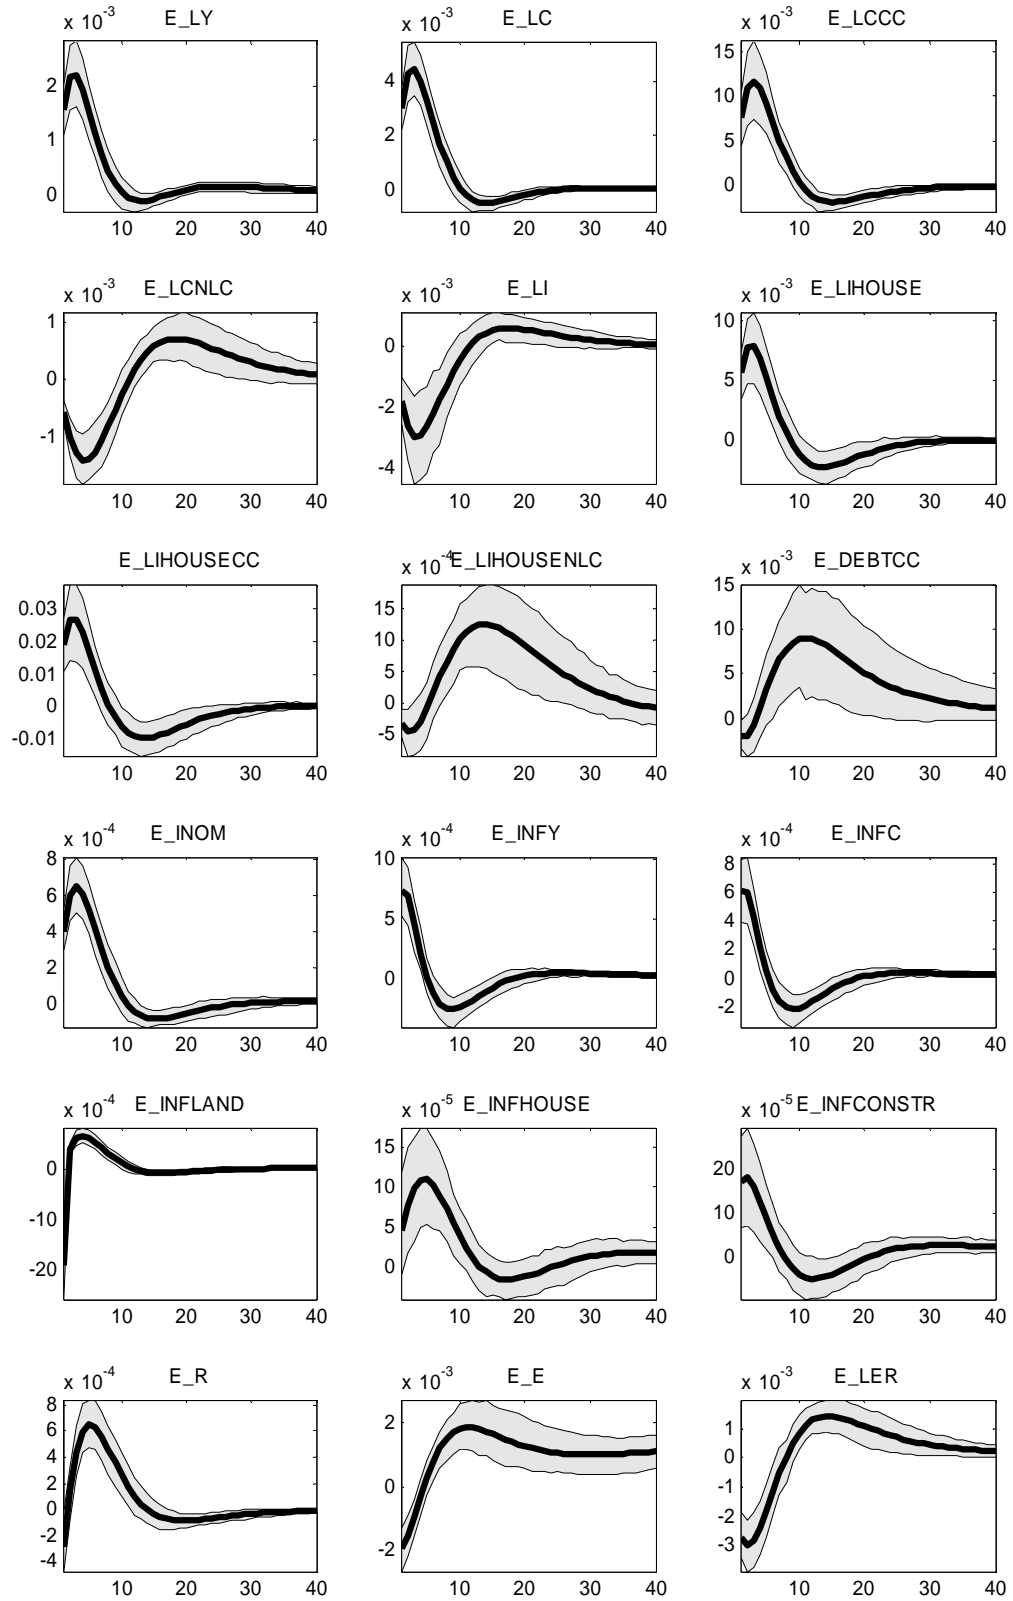 x 10-3 E_LY
2
1
0
10 20 30 40
x 10-3 E_LC
4
2
0
10 20 30 40
x 10-3 E_LCCC
15
10
5
0
10 20 30 40
x 10-3 E_LCNLC
1
0
-1
10 20 30 40
x 10-3 E_LI
0
-2
-4
10 20 30 40
x 10-3 E_LIHOUSE
10
5
0
10 20 30 40
E_LIHOUSECC
0.03
0.02
0.01
0
-0.01
10 20 30 40
x 10-4 E_LIHOUSENLC
15
10
5
0
-5
10 20 30 40
x 10-3 E_DEBTCC
15
10
5
0
10 20 30 40
x 10-4 E_INOM
8
6
4
2
0
10 20 30 40
x 10-4 E_INFY
10
5
0
10 20 30 40
x 10-4 E_INFC
8
6
4
2
0
-2
10 20 30 40
x 10-4 E_INFLAND
0
-10
-20
10 20 30 40
x 10-5 E_INFHOUSE
15
10
5
0
10 20 30 40
x 10-5 E_INFCONSTR
20
10
0
10 20 30 40
x 10-4 E_R
8
6
4
2
0
-2
-4
10 20 30 40
x 10-3 E_E
2
0
-2
10 20 30 40
x 10-3 E_LER
1
0
-1
-2
-3
10 20 30 40